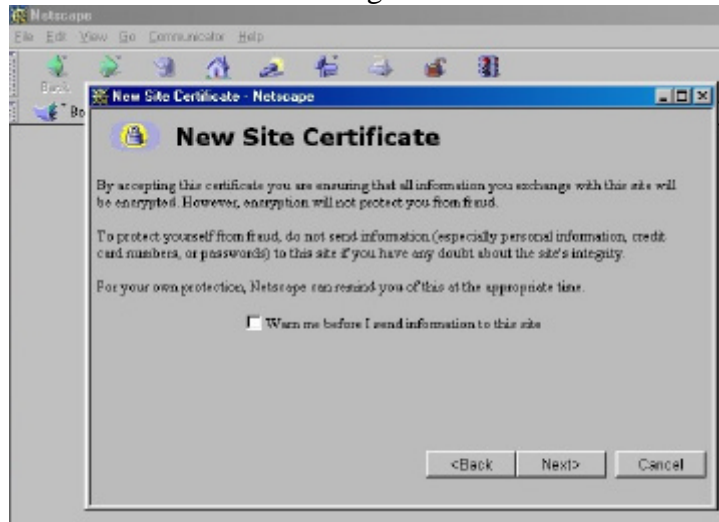 Netscape
File Edit View Go Communicator Help
Back
Bo
New Site Certificate - Netscape
New Site Certificate
By accepting this certificate you are ensuring that all information you exchange with this site will
be encrypted. However, encryption will not protect you from fraud.
To protect yourself from fraud, do not send information (especially personal information, credit
card numbers, or passwords) to this site if you have any doubt about the site's integrity.
For your own protection, Netscape can remind you of this at the appropriate time.
Warn me before I send information to this site
<Back Next> Cancel